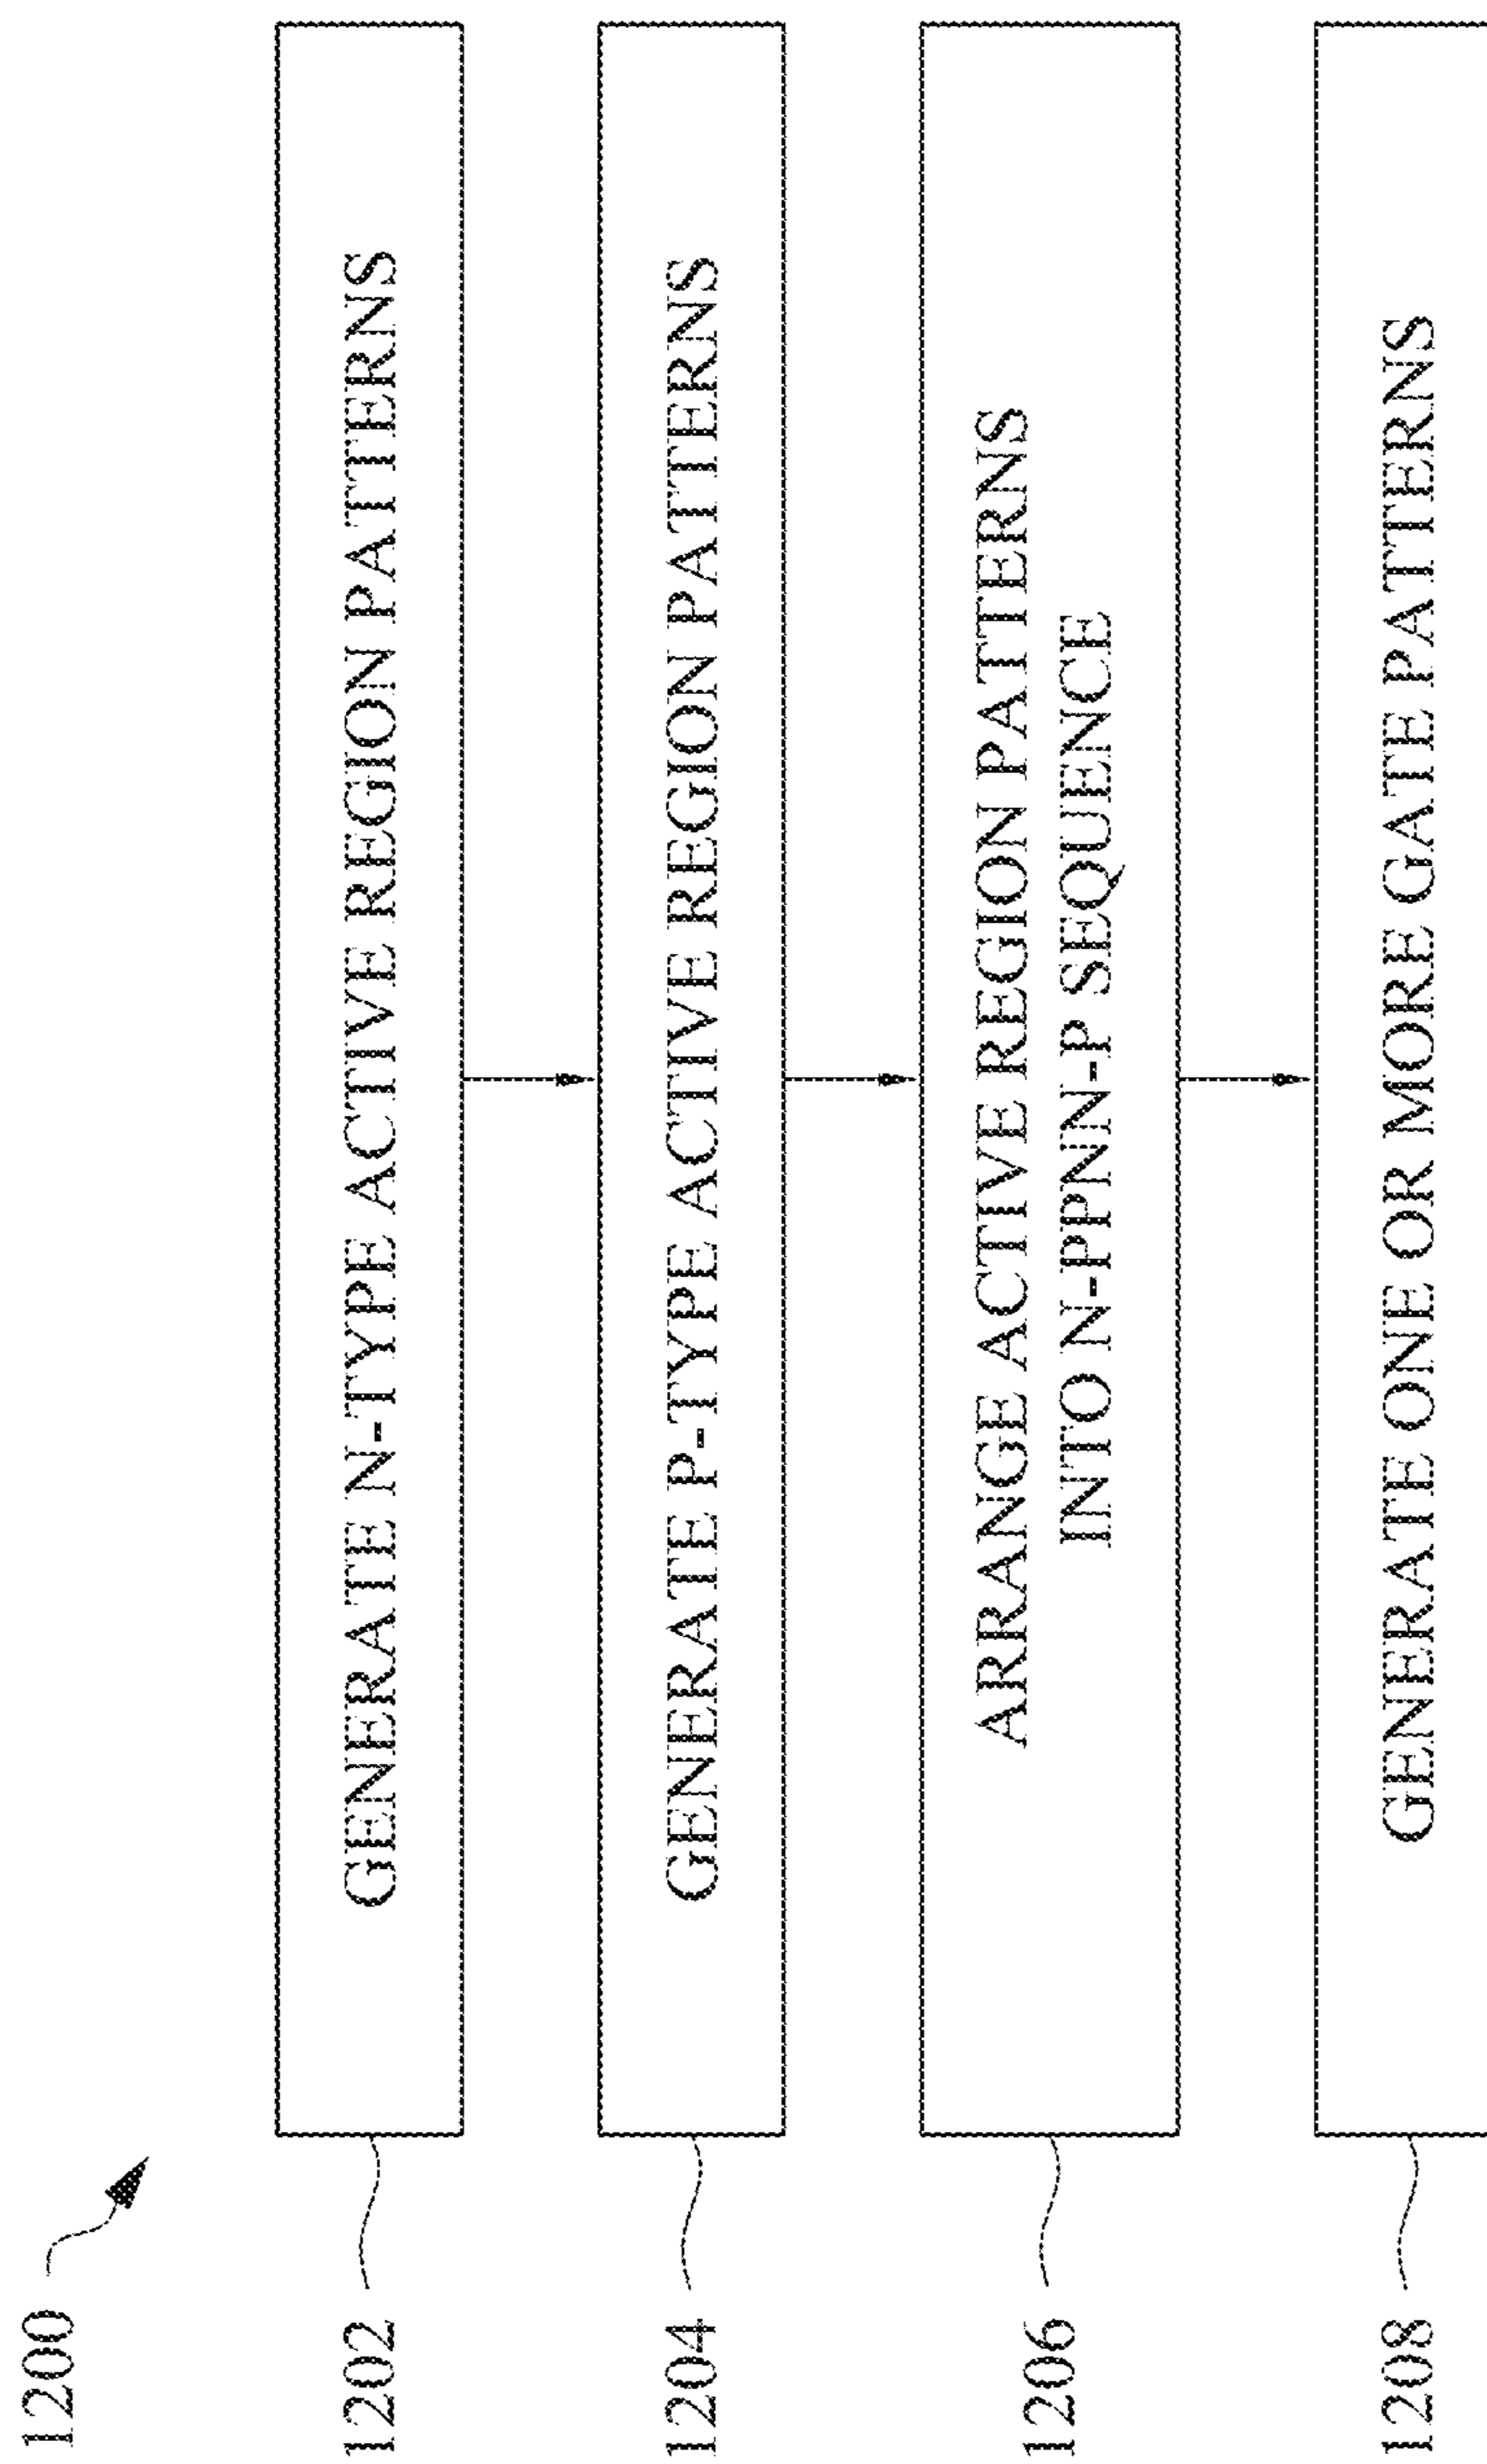 1200
1202
GENERATE N-TYPE ACTIVE REGION PATTERNS
1204
GENERATE P-TYPE ACTIVE REGION PATTERNS
1206
ARRANGE ACTIVE REGION PATTERNS
INTO N-PPNN-P SEQUENCE
1208
GENERATE ONE OR MORE GATE PATTERNS